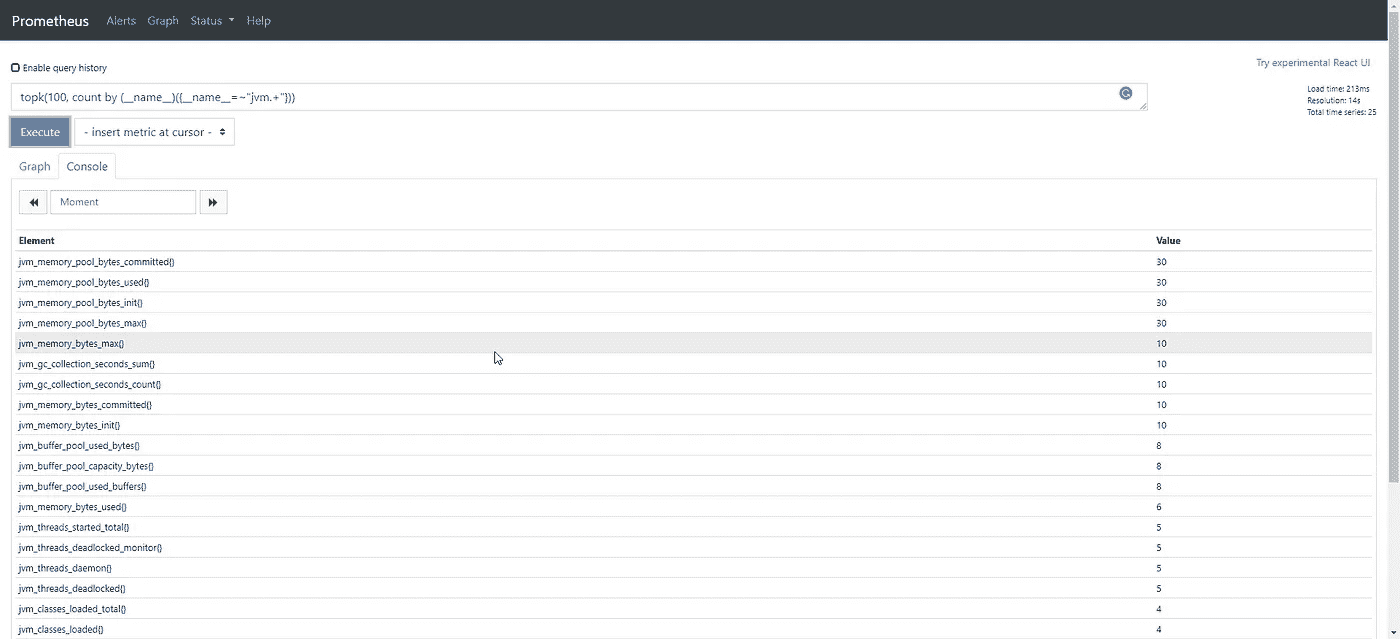 Prometheus Alerts Graph Status Help
Enable query history
Try experimental React UI
topk(100, count by (__name__)({__name__=~"jvm.+"}))
Load time: 213ms
Resolution: 14s
Total time series: 25
Execute - insert metric at cursor -
Graph Console
Moment
Element Value
jvm_memory_pool_bytes_committed{} 30
jvm_memory_pool_bytes_used{} 30
jvm_memory_pool_bytes_init{} 30
jvm_memory_pool_bytes_max{} 30
jvm_memory_bytes_max{} 10
jvm_gc_collection_seconds_sum{} 10
jvm_gc_collection_seconds_count{} 10
jvm_memory_bytes_committed{} 10
jvm_memory_bytes_init{} 10
jvm_buffer_pool_used_bytes{} 8
jvm_buffer_pool_capacity_bytes{} 8
jvm_buffer_pool_used_buffers{} 8
jvm_memory_bytes_used{} 6
jvm_threads_started_total{} 5
jvm_threads_deadlocked_monitor{} 5
jvm_threads_daemon{} 5
jvm_threads_deadlocked{} 5
jvm_classes_loaded_total{} 4
jvm_classes_loaded{} 4